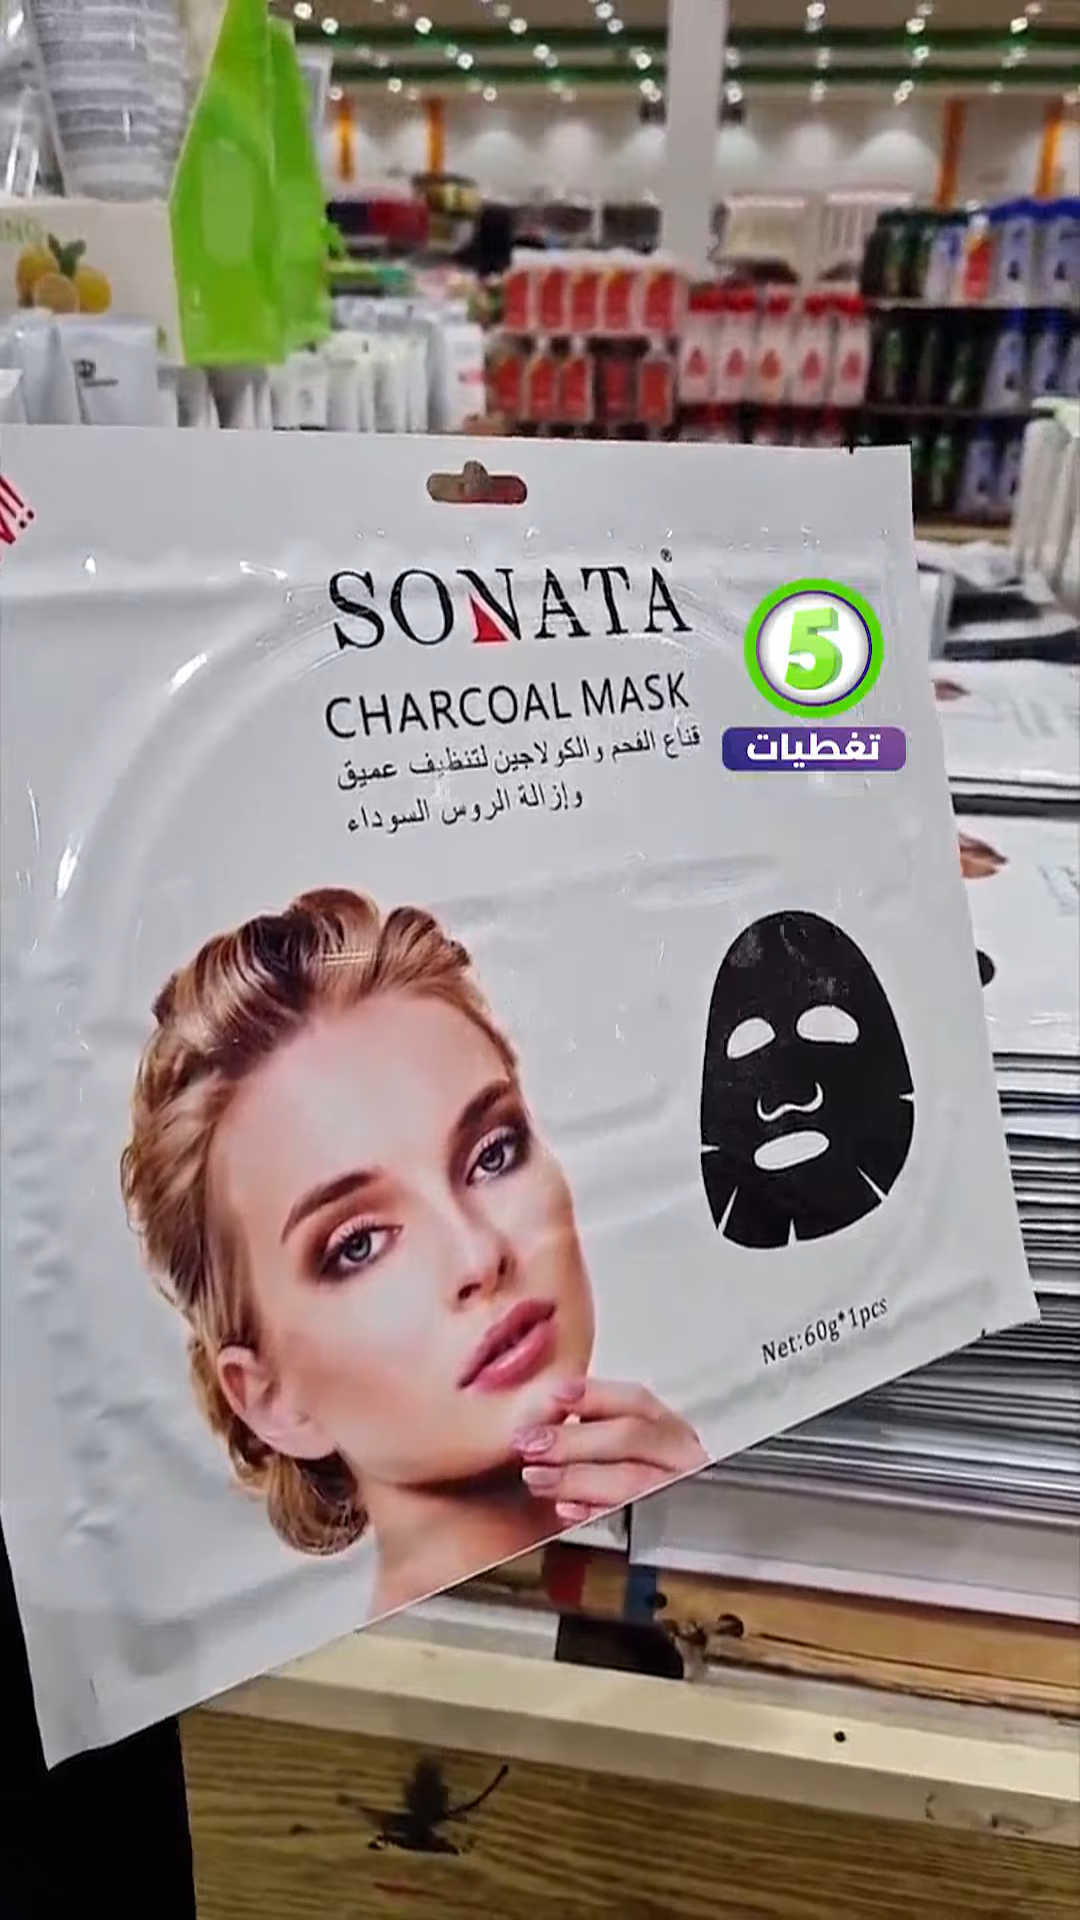 SONATA®
CHARCOAL MASK
قناع الفحم والكولاجين لتنظيف عميق
وإزالة الروس السوداء
5
تغطيات
Net:60g*1pcs